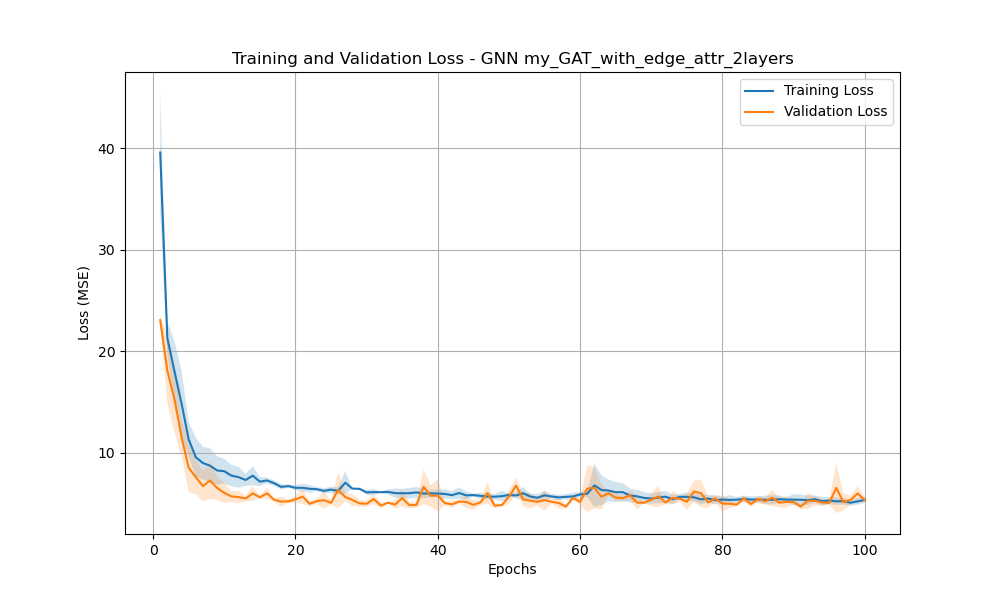 Training and Validation Loss - GNN my_GAT_with_edge_attr_2layers
Training Loss
Validation Loss
Loss (MSE)
40
30
20
10
0
20
40
60
80
100
Epochs